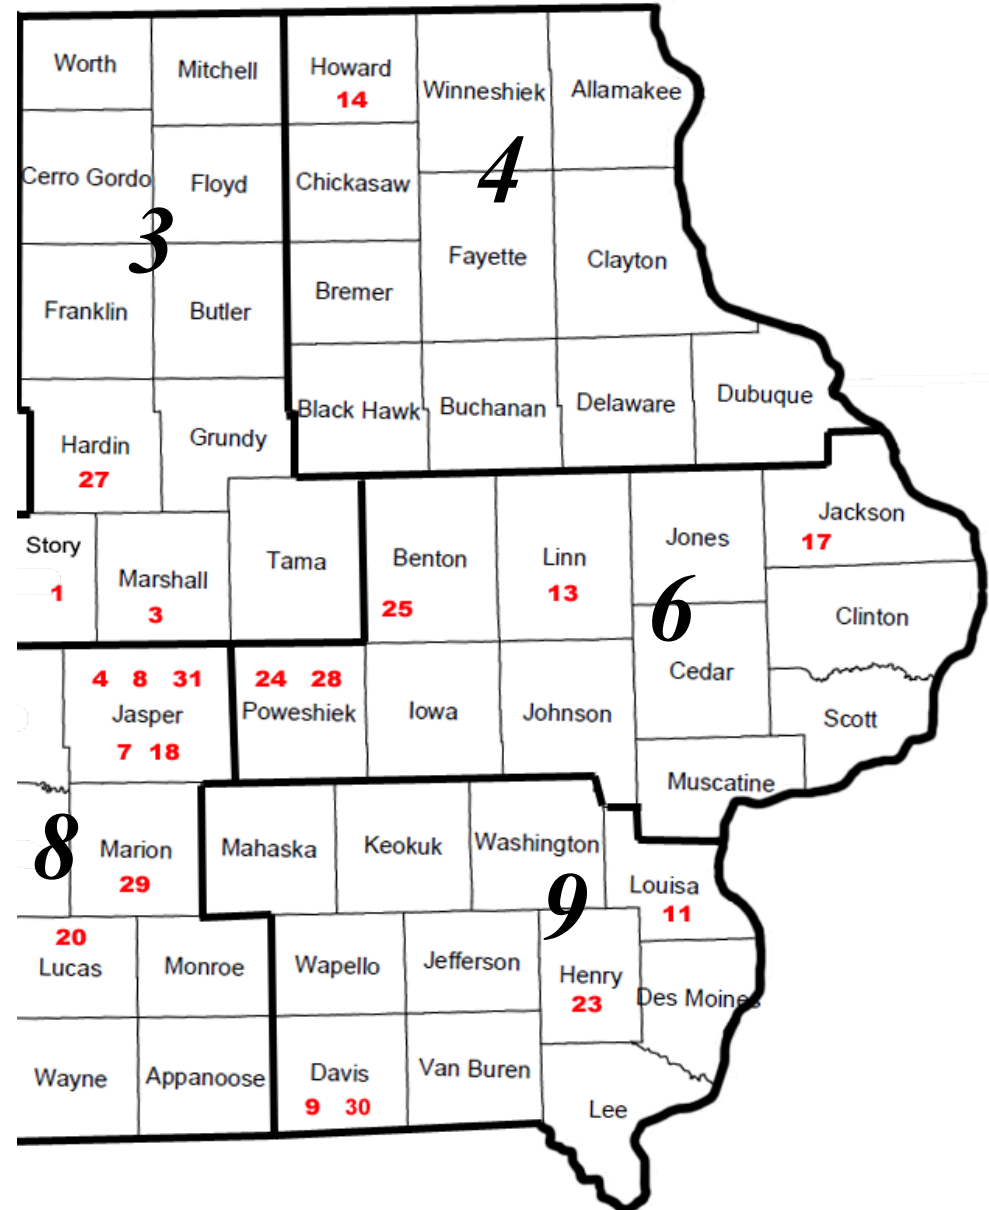 Worth
Mitchell
Howard
14
Winneshiek
Allamakee
Cerro Gordo
Floyd
Chickasaw
4
3
Fayette
Clayton
Franklin
Butler
Bremer
Hardin
27
Grundy
Black Hawk
Buchanan
Delaware
Dubuque
Story
1
Marshall
3
Tama
Benton
25
Linn
13
Jones
Jackson
17
6
Clinton
Cedar
Scott
4 8 31
Jasper
7 18
24 28
Poweshiek
Iowa
Johnson
Muscatine
8
Marion
29
Mahaska
Keokuk
Washington
9
Louisa
11
20
Lucas
Monroe
Wapello
Jefferson
Henry
23
Des Moines
Wayne
Appanoose
Davis
9 30
Van Buren
Lee